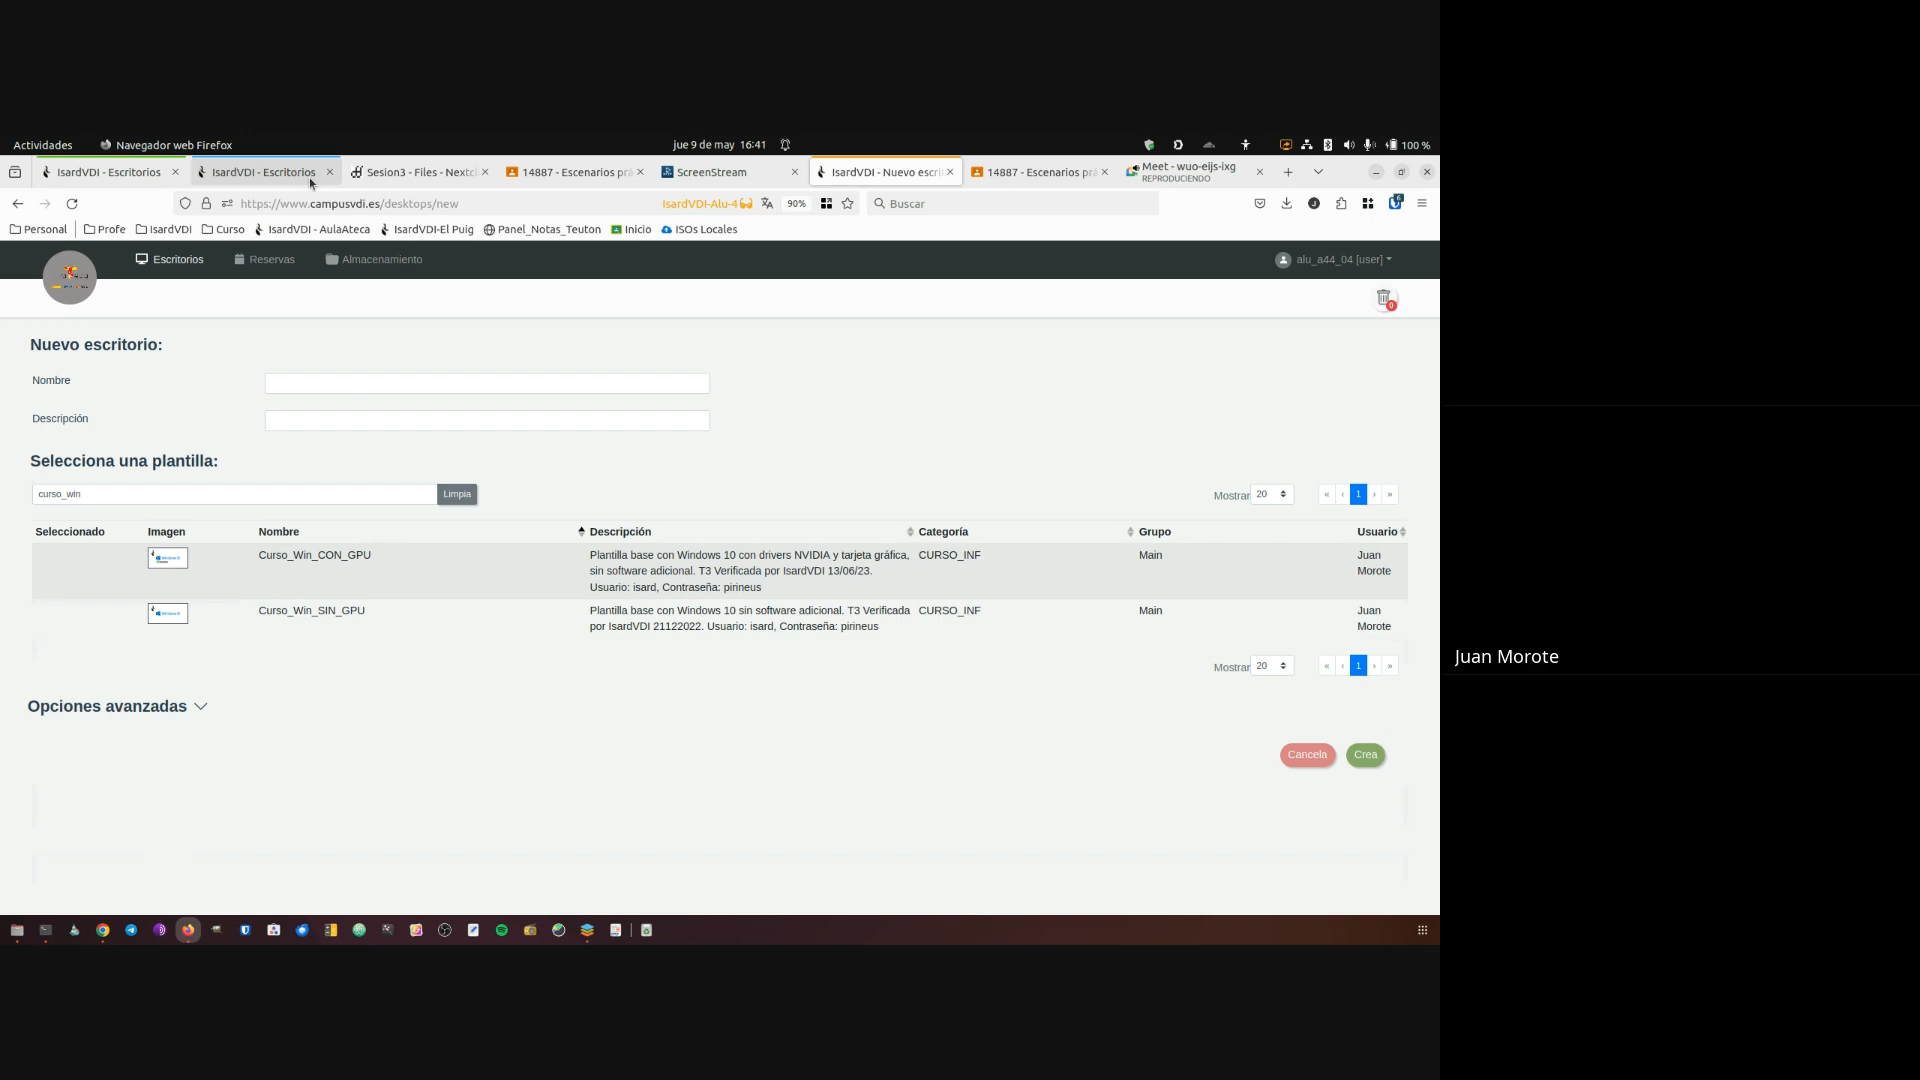 Actividades
Navegador web Firefox
jue 9 de may 16:41
100 %
IsardVDI - Escritorios
IsardVDI - Escritorios
Sesion3 - Files - Nextcl
14887 - Escenarios prá
ScreenStream
IsardVDI - Nuevo escri
14887 - Escenarios prá
Meet - wuo-eijs-ixg
REPRODUCIENDO
https://www.campusvdi.es/desktops/new
IsardVDI-Alu-4
90%
Buscar
Personal
Profe
IsardVDI
Curso
IsardVDI - AulaAteca
IsardVDI-El Puig
Panel_Notas_Teuton
Inicio
ISOs Locales
Escritorios
Reservas
Almacenamiento
alu_a44_04 [user]
0
Nuevo escritorio:
Nombre
Descripción
Selecciona una plantilla:
curso_win
Limpia
Mostrar 20
« ‹ 1 › »
Seleccionado Imagen Nombre Descripción Categoría Grupo Usuario
Curso_Win_CON_GPU
Plantilla base con Windows 10 con drivers NVIDIA y tarjeta gráfica,
sin software adicional. T3 Verificada por IsardVDI 13/06/23.
Usuario: isard, Contraseña: pirineus
CURSO_INF
Main
Juan
Morote
Curso_Win_SIN_GPU
Plantilla base con Windows 10 sin software adicional. T3 Verificada
por IsardVDI 21122022. Usuario: isard, Contraseña: pirineus
CURSO_INF
Main
Juan
Morote
Mostrar 20
« ‹ 1 › »
Opciones avanzadas
Cancela
Crea
Juan Morote